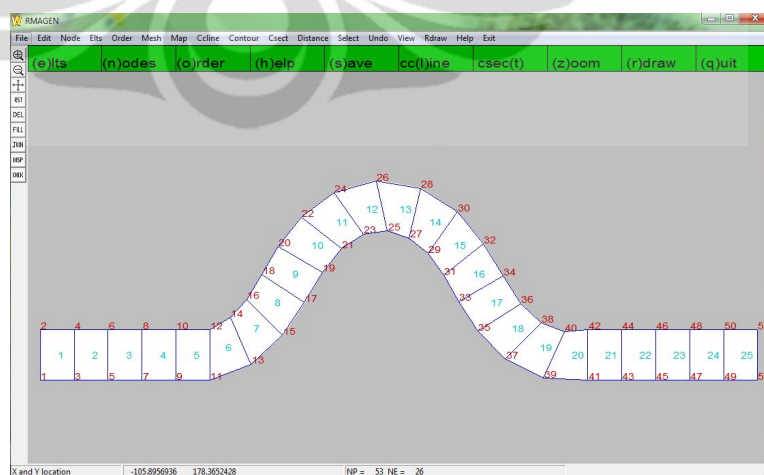 RMAGEN
File Edit Node Elts Order Mesh Map Ccline Contour Csect Distance Select Undo View Rdraw Help Exit
(e)lts (n)odes (o)rder (h)elp (s)ave cc(l)ine csec(t) (z)oom (r)draw (q)uit
RST
DEL
FILL
JOIN
DISP
26
24 28
22 30
12 13
11 14
23 25 27
20 21 29 32
10 15
18 19 31 34
9 16
16 17 33 36
8 17
14 15 35 38
7 18
2 4 6 8 10 12 40 42 44 46 48 50
1 2 3 4 5 6 19 20 21 22 23 24 25
13 37
1 3 5 7 9 11 39 41 43 45 47 49
X and Y location -105.8956936 178.3652428 NP = 53 NE = 26